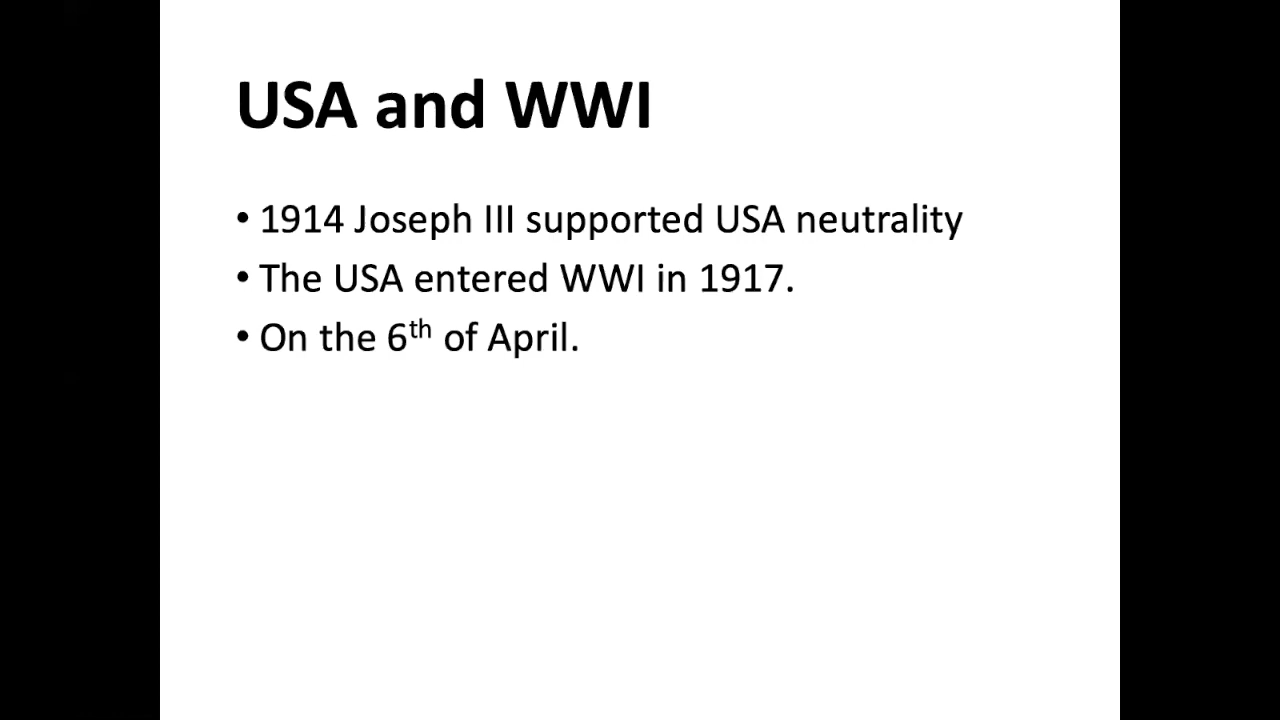 USA and WWI
• 1914 Joseph III supported USA neutrality
• The USA entered WWI in 1917.
• On the 6th of April.